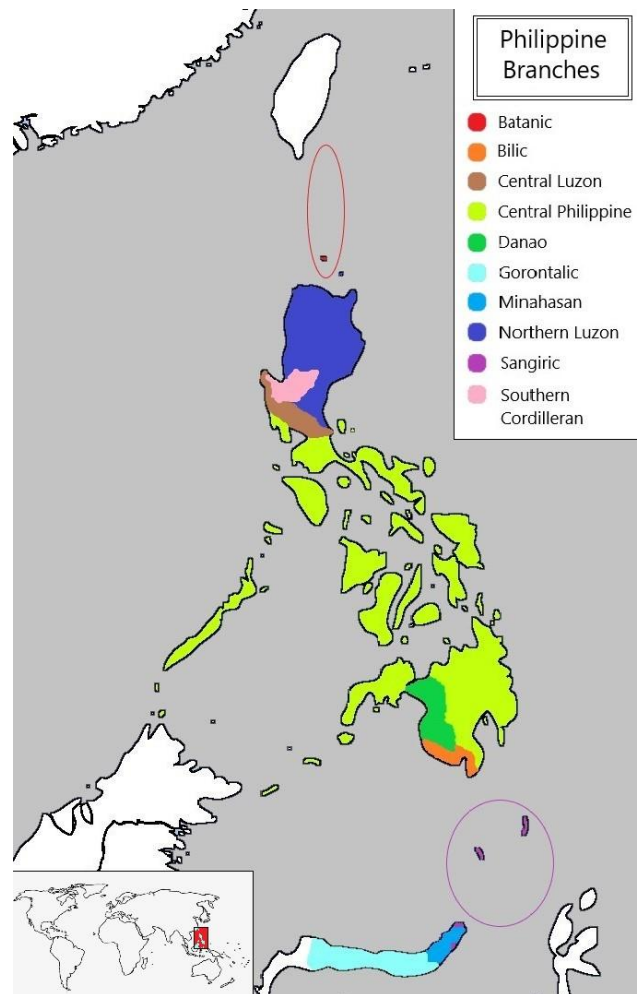 Philippine
Branches
Batanic
Bilic
Central Luzon
Central Philippine
Danao
Gorontalic
Minahasan
Northern Luzon
Sangiric
Southern
Cordilleran